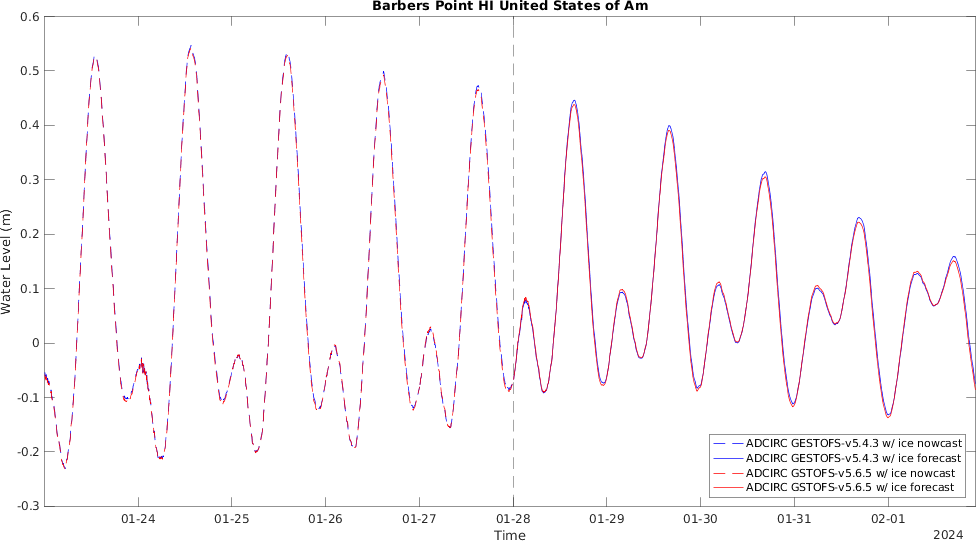 Barbers Point HI United States of Am
0.6
0.5
0.4
0.3
0.2
0.1
0
-0.1
-0.2
-0.3
Water Level (m)
01-24
01-25
01-26
01-27
01-28
01-29
01-30
01-31
02-01
Time
2024
ADCIRC GESTOFS-v5.4.3 w/ ice nowcast
ADCIRC GESTOFS-v5.4.3 w/ ice forecast
ADCIRC GSTOFS-v5.6.5 w/ ice nowcast
ADCIRC GSTOFS-v5.6.5 w/ ice forecast